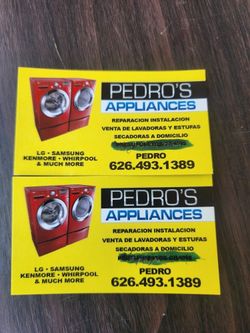 PEDRO'S
APPLIANCES
REPARACION INSTALACION
VENTA DE LAVADORAS Y ESTUFAS
SECADORAS A DOMICILIO
PEDRO
626.493.1389
LG • SAMSUNG
KENMORE • WHIRPOOL
& MUCH MORE
PEDRO'S
APPLIANCES
REPARACION INSTALACION
VENTA DE LAVADORAS Y ESTUFAS
SECADORAS A DOMICILIO
PEDRO
626.493.1389
LG • SAMSUNG
KENMORE • WHIRPOOL
& MUCH MORE